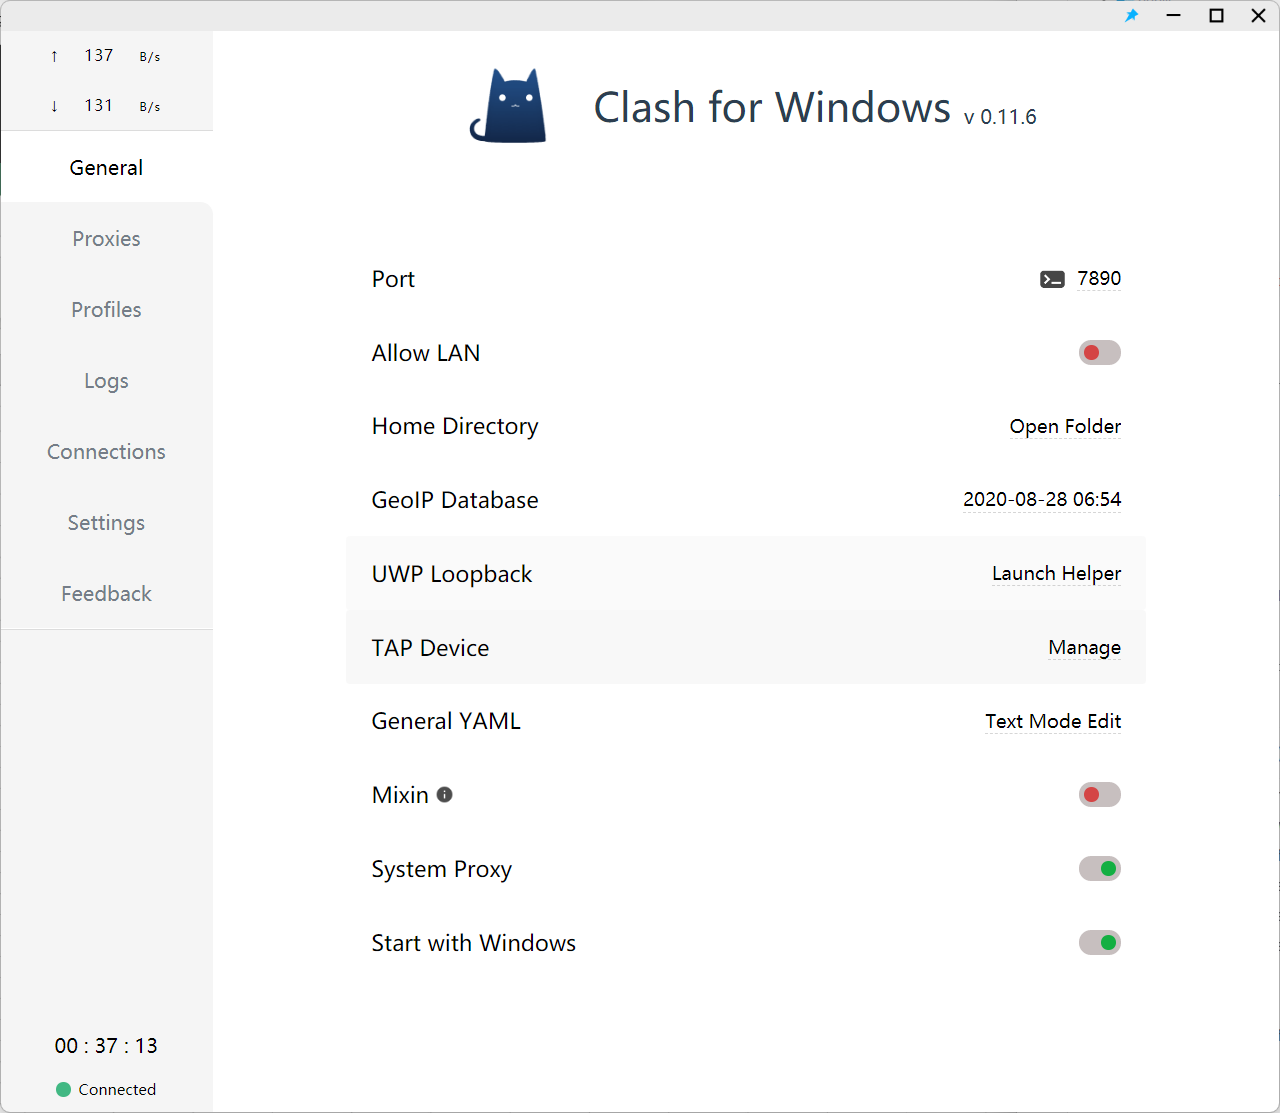 ↑ 137 B/s
↓ 131 B/s
General
Proxies
Profiles
Logs
Connections
Settings
Feedback
00 : 37 : 13
Connected
Clash for Windows v 0.11.6
Port 7890
Allow LAN
Home Directory Open Folder
GeoIP Database 2020-08-28 06:54
UWP Loopback Launch Helper
TAP Device Manage
General YAML Text Mode Edit
Mixin
System Proxy
Start with Windows